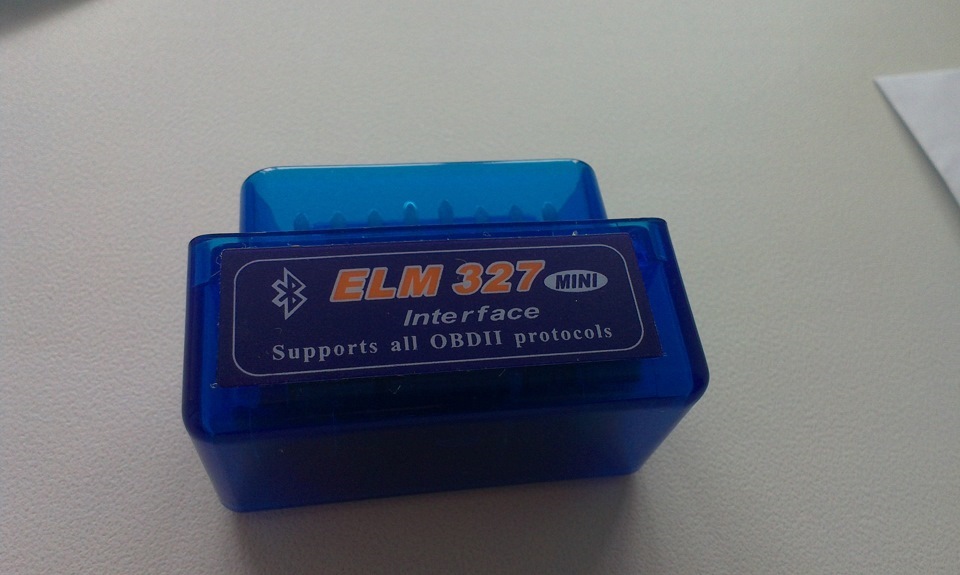 ELM 327 MINI
Interface
Supports all OBDII protocols